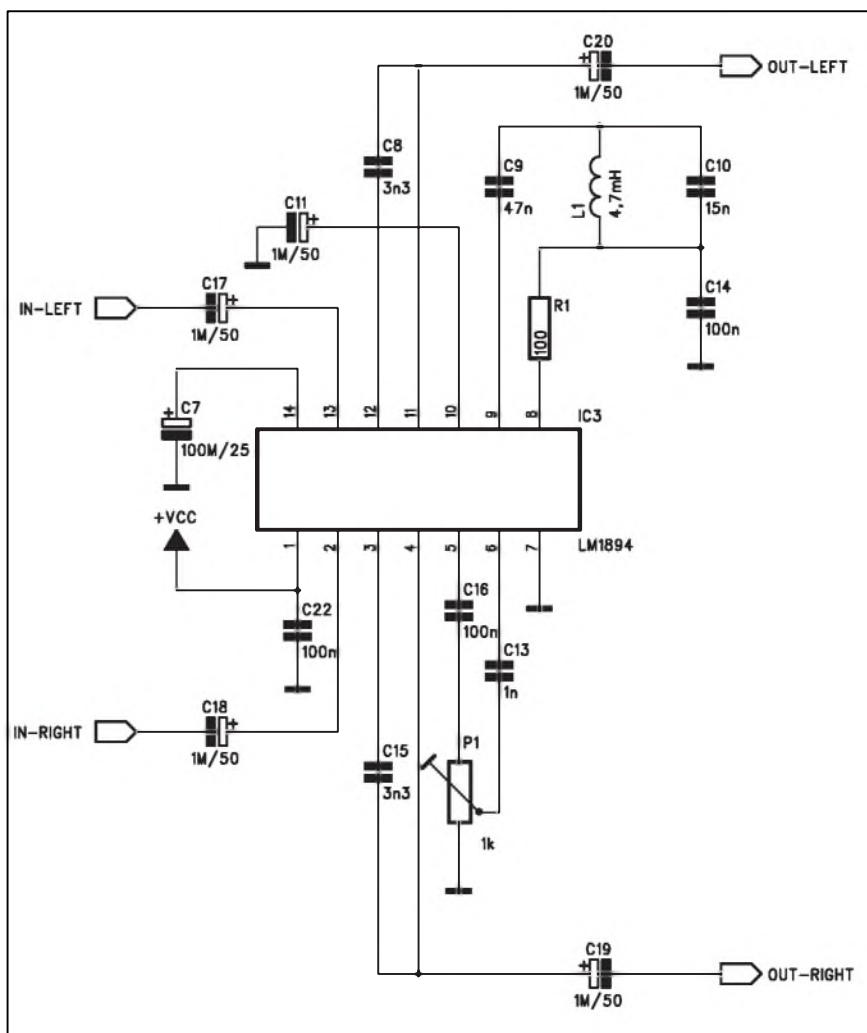 C20
+
1M/50
OUT-LEFT
C8
3n3
C9
47n
L1
4,7mH
C10
15n
C11
+
1M/50
C17
+
IN-LEFT
1M/50
R1
100
C14
100n
+
C7
100M/25
14
13
12
11
10
9
8
IC3
+VCC
LM1894
1
2
3
4
5
6
7
C22
100n
C16
100n
C13
1n
C18
+
IN-RIGHT
1M/50
C15
3n3
P1
1k
C19
+
1M/50
OUT-RIGHT